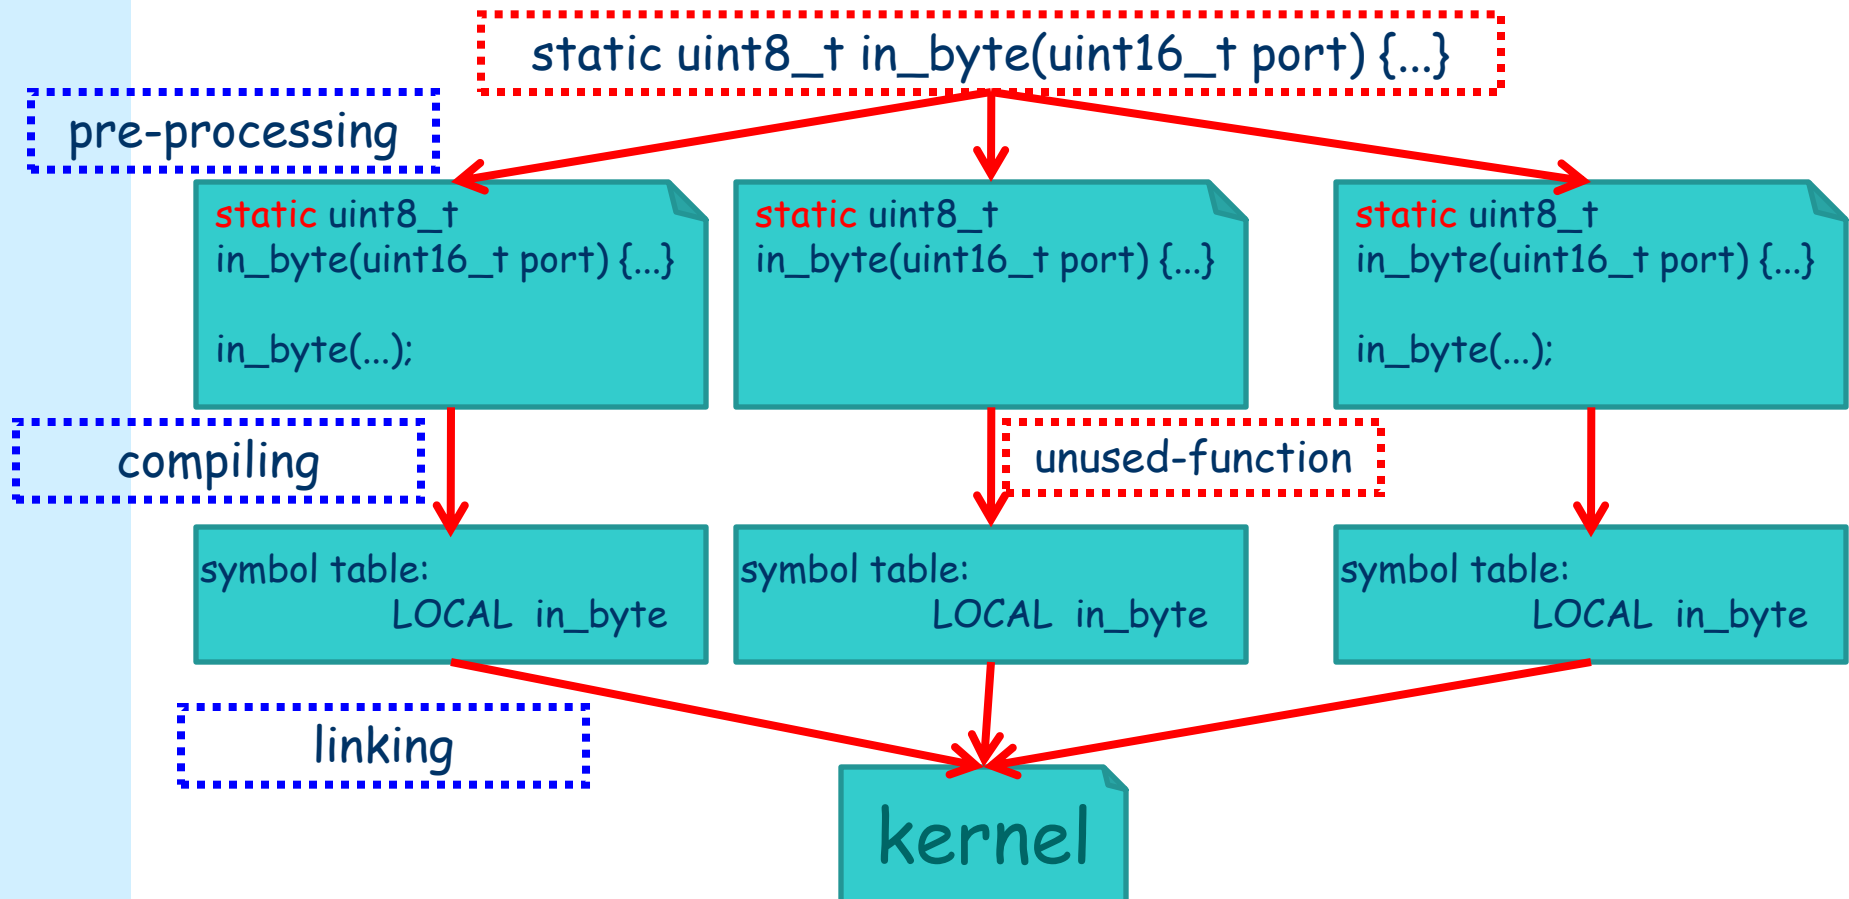 static uint8_t in_byte(uint16_t port) {...}
pre-processing
static uint8_t
in_byte(uint16_t port) {...}
in_byte(...);
static uint8_t
in_byte(uint16_t port) {...}
static uint8_t
in_byte(uint16_t port) {...}
in_byte(...);
compiling
unused-function
symbol table:
LOCAL in_byte
symbol table:
LOCAL in_byte
symbol table:
LOCAL in_byte
linking
kernel